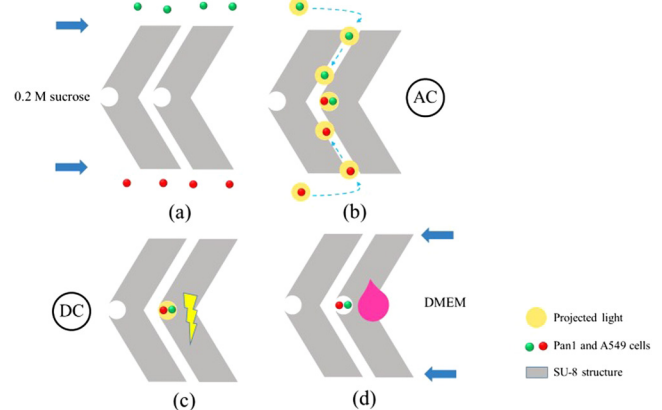 0.2 M sucrose
AC
(a)
(b)
DC
DMEM
Projected light
Pan1 and A549 cells
SU-8 structure
(c)
(d)